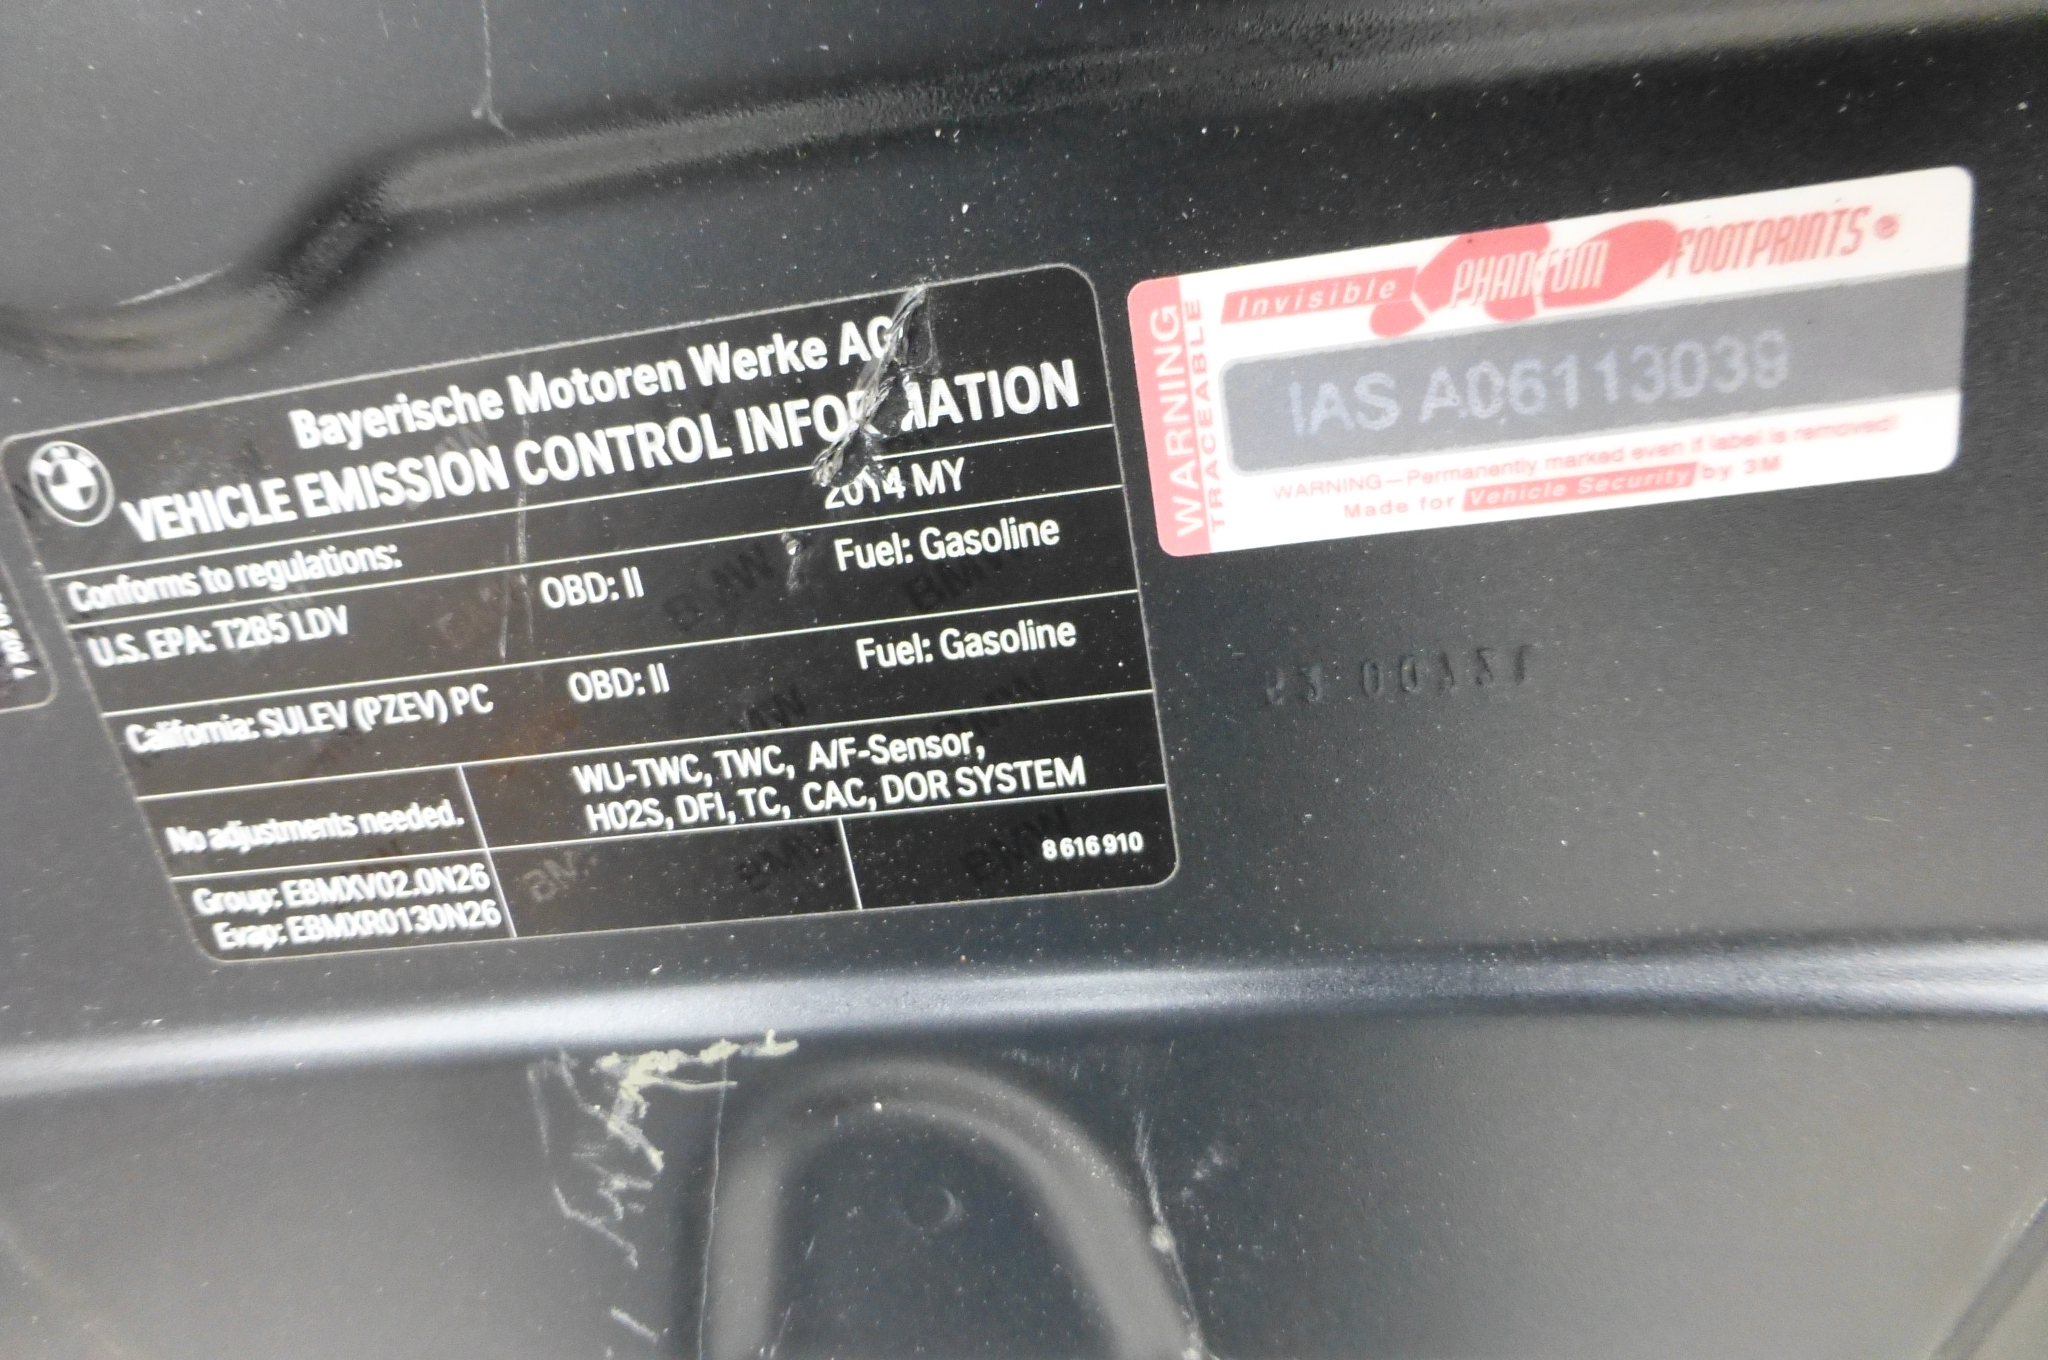 Bayerische Motoren Werke AG
VEHICLE EMISSION CONTROL INFORMATION
Conforms to regulations: 2014 MY
U.S. EPA: T2B5 LDV OBD: II Fuel: Gasoline
California: SULEV (PZEV) PC OBD: II Fuel: Gasoline
No adjustments needed.
WU-TWC, TWC, A/F-Sensor,
H02S, DFI, TC, CAC, DOR SYSTEM
Group: EBMXV02.0N26
Evap: EBMXR0130N26
8 616 910
WARNING
TRACEABLE
Invisible PHANTOM FOOTPRINTS ®
IAS A06113039
WARNING—Permanently marked even if label is removed!
Made for Vehicle Security by 3M